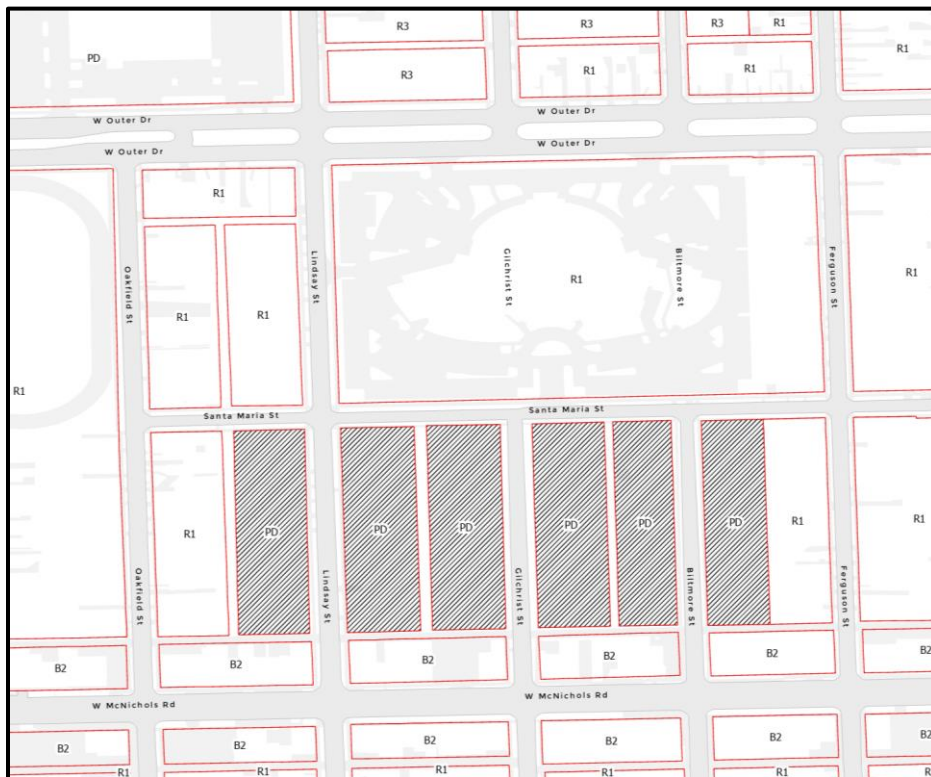 R3
R3
R3
R1
R1
PD
R3
R1
R1
W Outer Dr
W Outer Dr
W Outer Dr
W Outer Dr
R1
Oakfield St
R1
R1
Lindsay St
Gilchrist St
R1
Biltmore St
Ferguson St
R1
R1
Santa Maria St
Santa Maria St
R1
PD
PD
PD
PD
PD
PD
R1
R1
Oakfield St
Lindsay St
Gilchrist St
Biltmore St
Ferguson St
B2
B2
B2
B2
B2
B2
W McNichols Rd
W McNichols Rd
B2
B2
B2
B2
B2
B2
R1
R1
R1
R1
R1